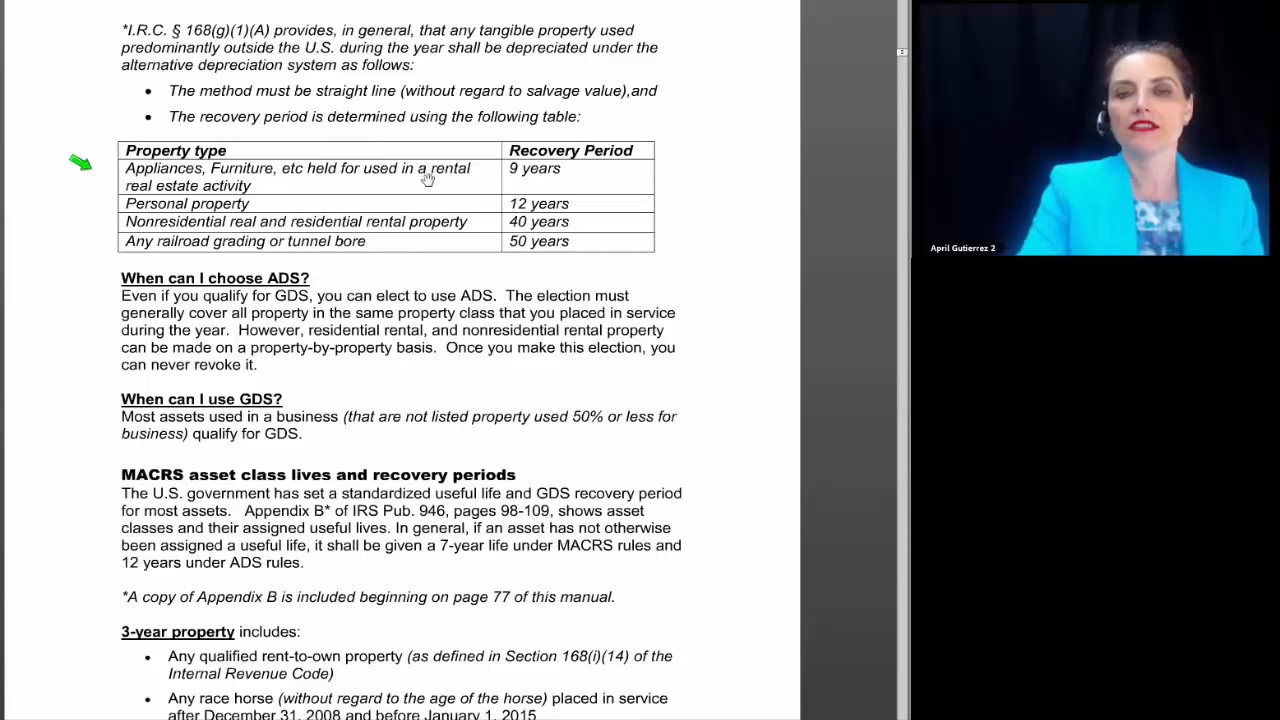 *I.R.C. § 168(g)(1)(A) provides, in general, that any tangible property used
predominantly outside the U.S. during the year shall be depreciated under the
alternative depreciation system as follows:
• The method must be straight line (without regard to salvage value),and
• The recovery period is determined using the following table:
Property type Recovery Period
Appliances, Furniture, etc held for used in a rental 9 years
real estate activity
Personal property 12 years
Nonresidential real and residential rental property 40 years
Any railroad grading or tunnel bore 50 years
When can I choose ADS?
Even if you qualify for GDS, you can elect to use ADS. The election must
generally cover all property in the same property class that you placed in service
during the year. However, residential rental, and nonresidential rental property
can be made on a property-by-property basis. Once you make this election, you
can never revoke it.
When can I use GDS?
Most assets used in a business (that are not listed property used 50% or less for
business) qualify for GDS.
MACRS asset class lives and recovery periods
The U.S. government has set a standardized useful life and GDS recovery period
for most assets. Appendix B* of IRS Pub. 946, pages 98-109, shows asset
classes and their assigned useful lives. In general, if an asset has not otherwise
been assigned a useful life, it shall be given a 7-year life under MACRS rules and
12 years under ADS rules.
*A copy of Appendix B is included beginning on page 77 of this manual.
3-year property includes:
• Any qualified rent-to-own property (as defined in Section 168(i)(14) of the
Internal Revenue Code)
• Any race horse (without regard to the age of the horse) placed in service
after December 31, 2008 and before January 1, 2015
April Gutierrez 2